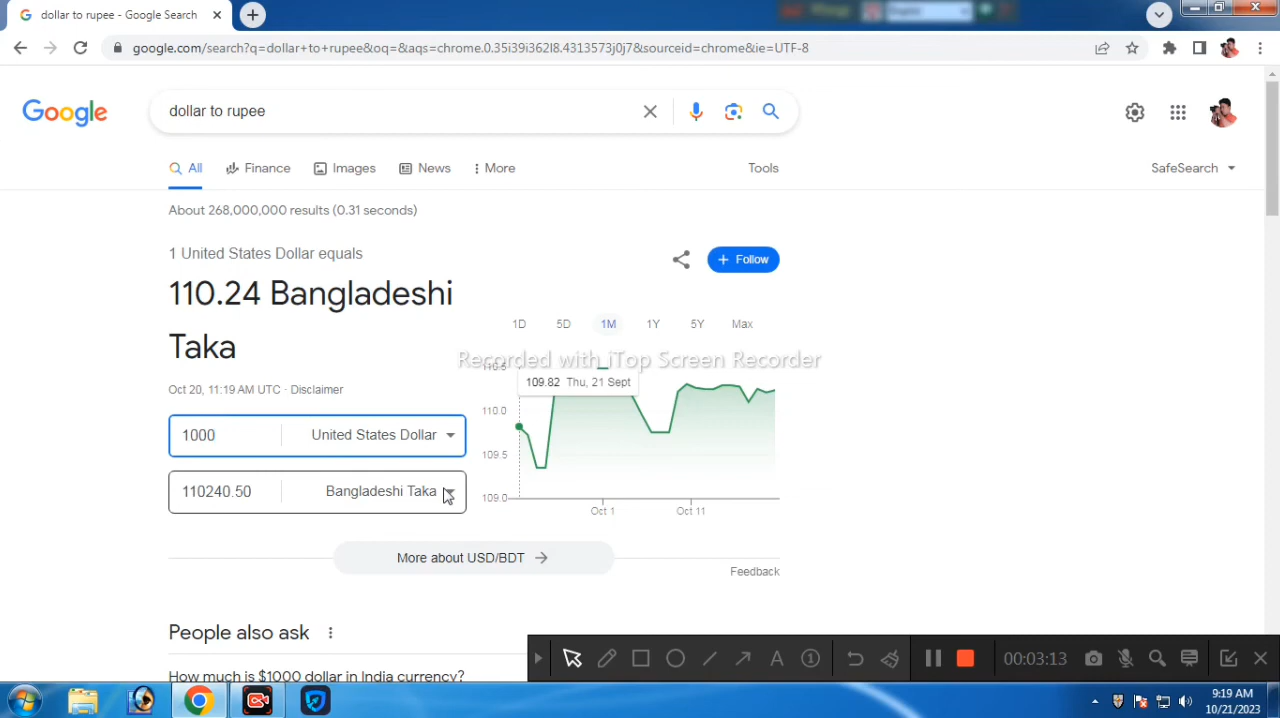 dollar to rupee - Google Search
google.com/search?q=dollar+to+rupee&oq=&aqs=chrome.0.35i39i362l8.4313573j0j7&sourceid=chrome&ie=UTF-8
Google
dollar to rupee
All Finance Images News More Tools SafeSearch
About 268,000,000 results (0.31 seconds)
1 United States Dollar equals
Follow
110.24 Bangladeshi
Taka
1D 5D 1M 1Y 5Y Max
Recorded with iTop Screen Recorder
110.5
109.82 Thu, 21 Sept
Oct 20, 11:19 AM UTC · Disclaimer
110.0
1000 United States Dollar
109.5
110240.50 Bangladeshi Taka
109.0
Oct 1 Oct 11
More about USD/BDT
Feedback
People also ask
How much is $1000 dollar in India currency?
00:03:13
9:19 AM
10/21/2023